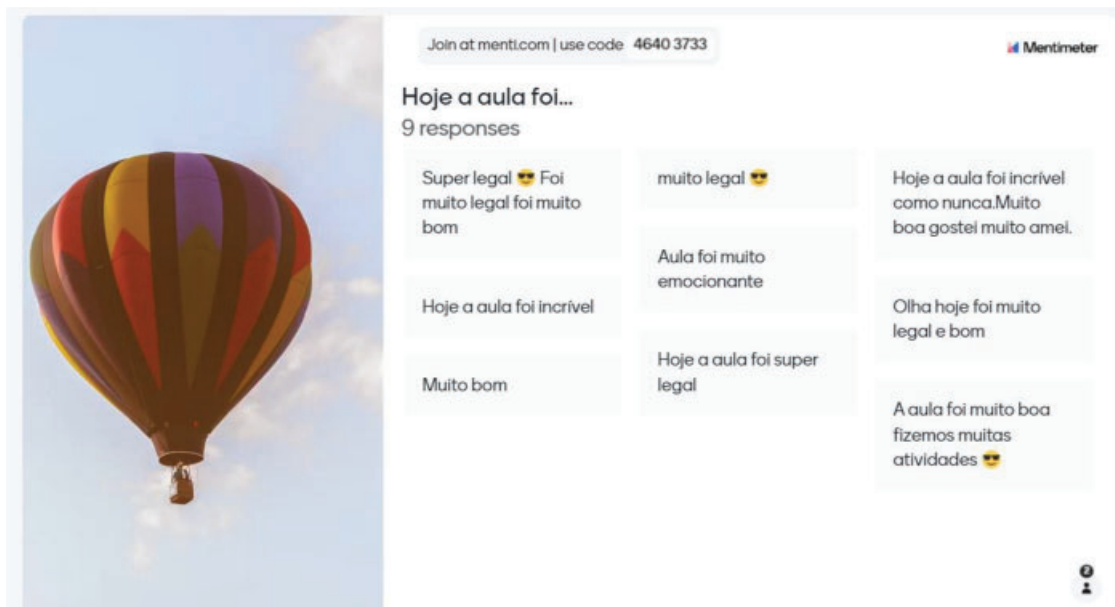 Join at menti.com | use code 4640 3733
Mentimeter
Hoje a aula foi...
9 responses
Super legal 😎 Foi
muito legal foi muito
bom
Hoje a aula foi incrível
Muito bom
muito legal 😎
Aula foi muito
emocionante
Hoje a aula foi super
legal
Hoje a aula foi incrível
como nunca.Muito
boa gostei muito amei.
Olha hoje foi muito
legal e bom
A aula foi muito boa
fizemos muitas
atividades 😎